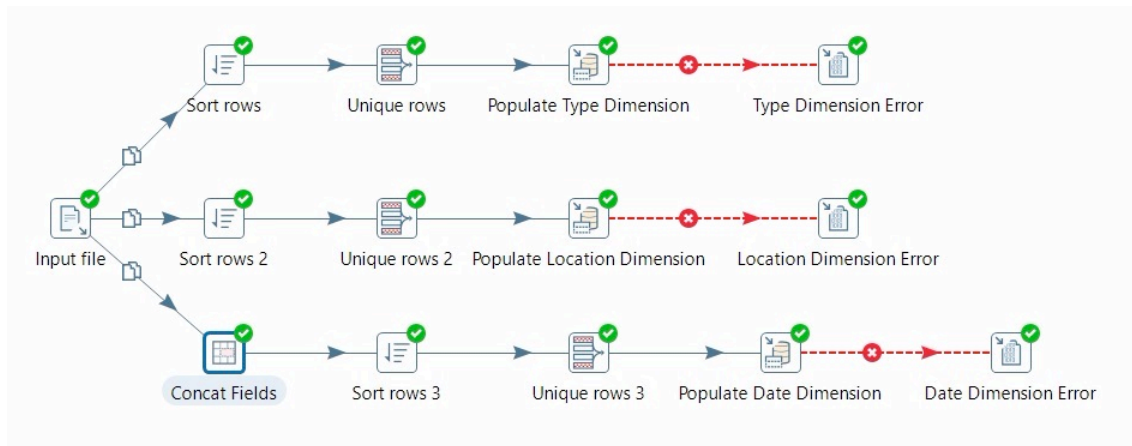 Sort rows
Unique rows
Populate Type Dimension
Type Dimension Error
Input file
Sort rows 2
Unique rows 2
Populate Location Dimension
Location Dimension Error
Concat Fields
Sort rows 3
Unique rows 3
Populate Date Dimension
Date Dimension Error